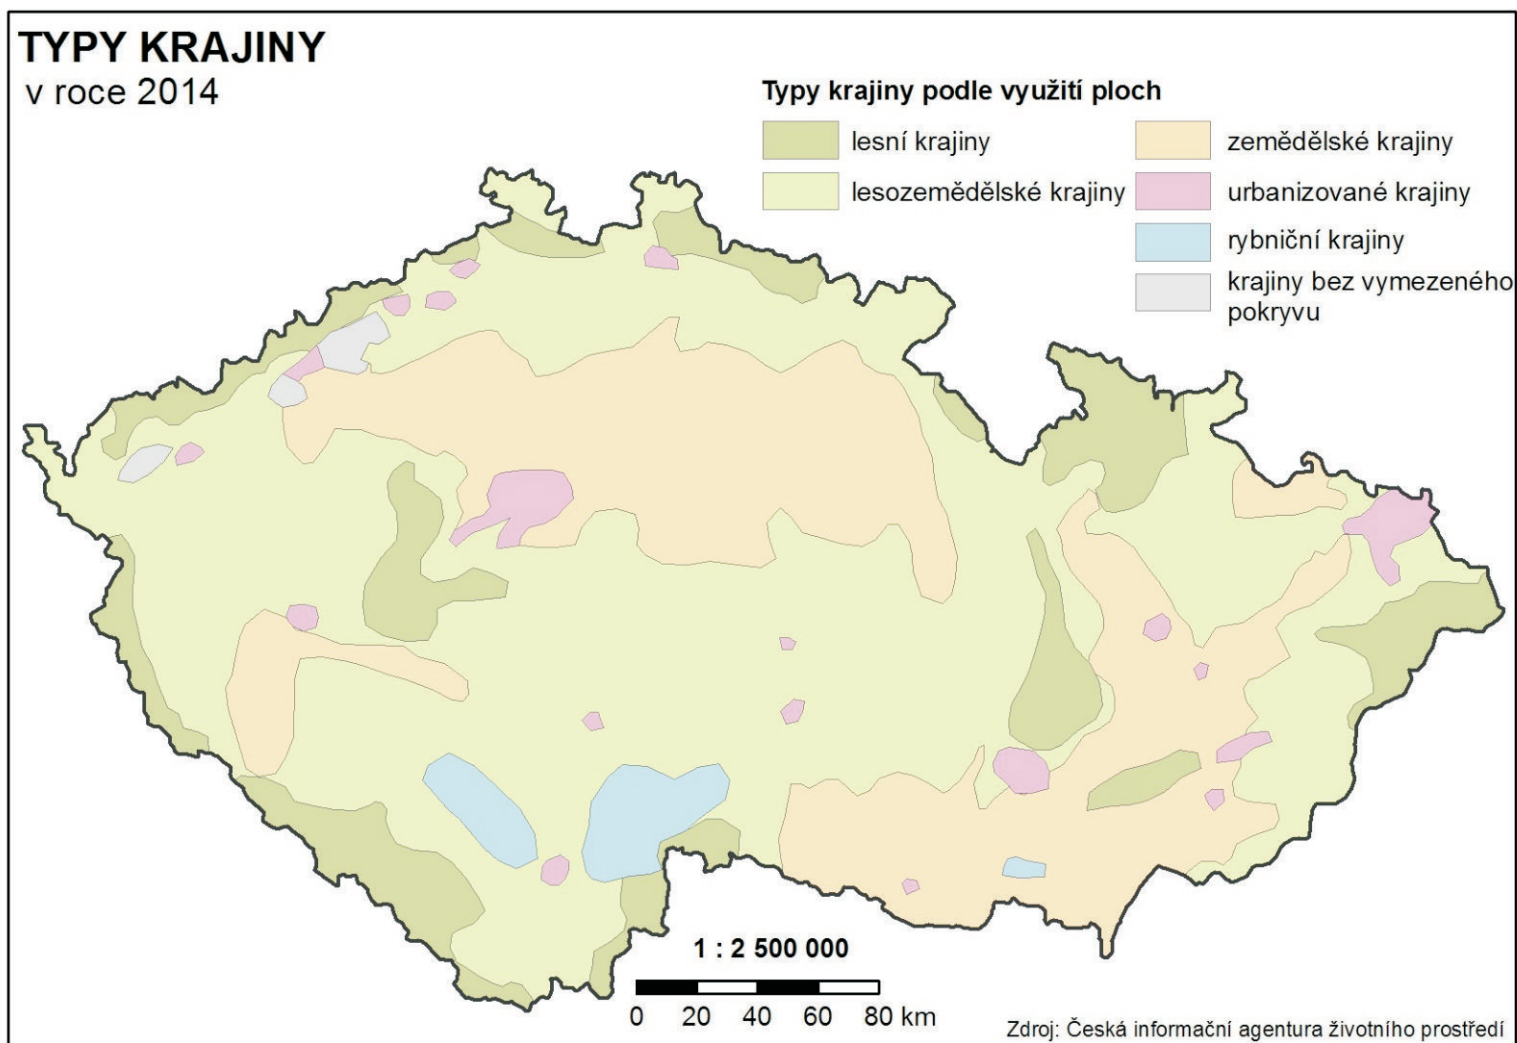 TYPY KRAJINY
v roce 2014
Typy krajiny podle využití ploch
lesní krajiny
lesozemědělské krajiny
zemědělské krajiny
urbanizované krajiny
rybniční krajiny
krajiny bez vymezeného
pokryvu
1 : 2 500 000
0 20 40 60 80 km
Zdroj: Česká informační agentura životního prostředí